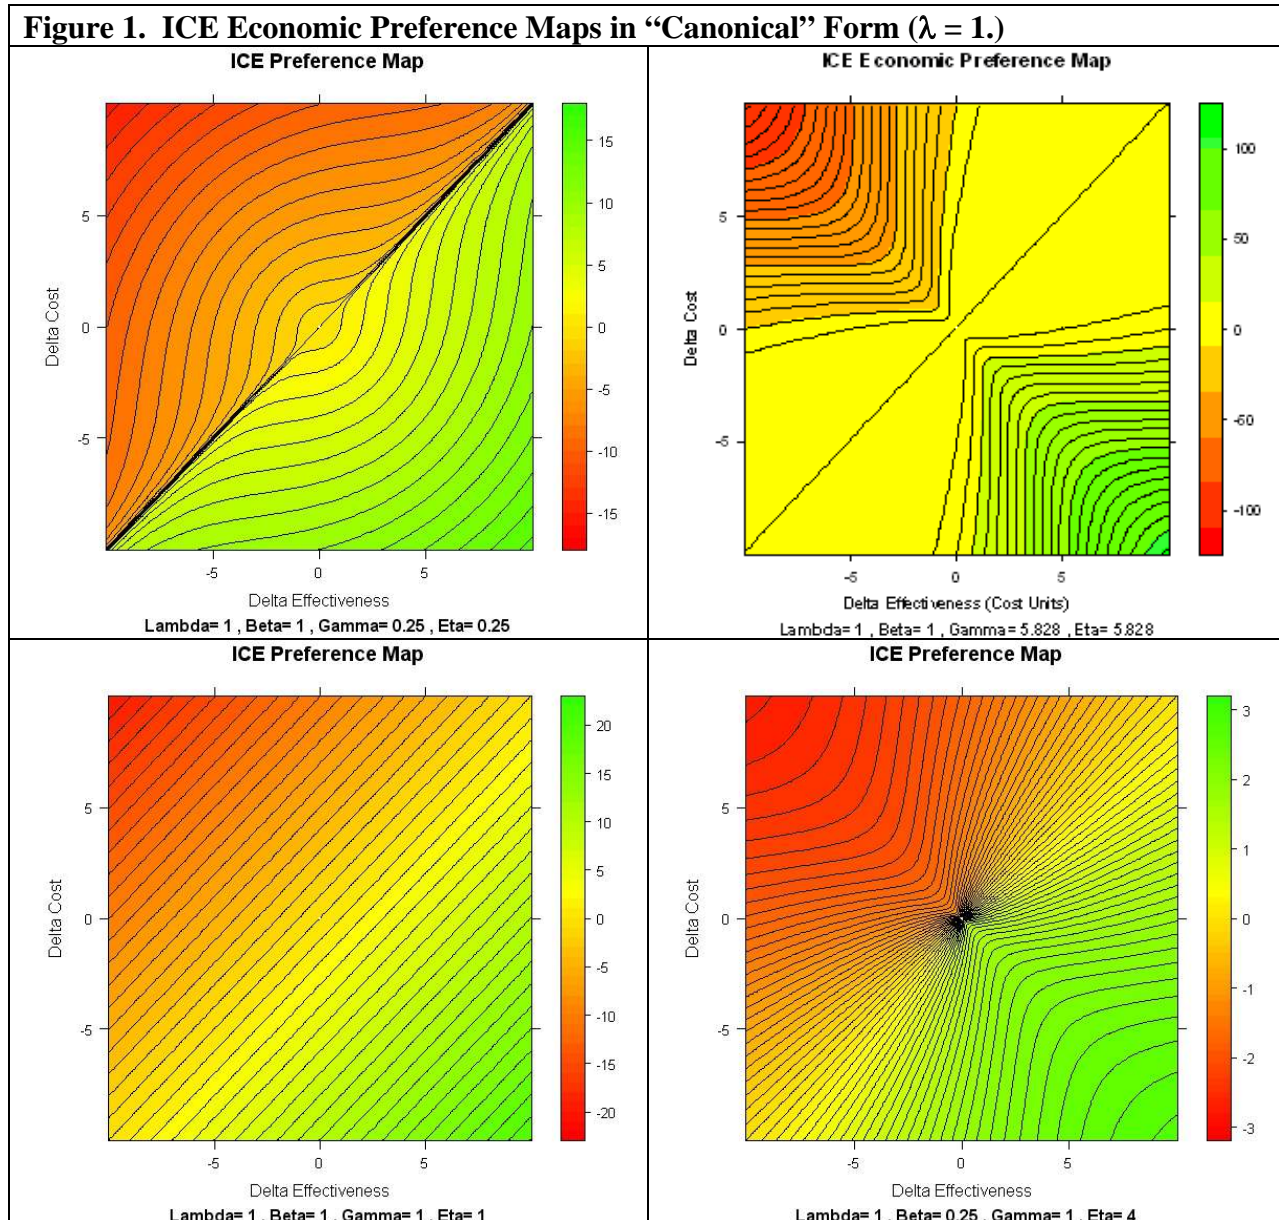 Figure 1. ICE Economic Preference Maps in “Canonical” Form (λ = 1.)
ICE Preference Map
15
10
5
0
-5
-10
-15
5
0
-5
Delta Cost
-5 0 5
Delta Effectiveness
Lambda= 1 , Beta= 1 , Gamma= 0.25 , Eta= 0.25
ICE Economic Preference Map
100
50
0
-50
-100
5
0
-5
Delta Cost
-5 0 5
Delta Effectiveness (Cost Units)
Lambda= 1 , Beta= 1 , Gamma= 5.828 , Eta= 5.828
ICE Preference Map
20
15
10
5
0
-5
-10
-15
-20
5
0
-5
Delta Cost
-5 0 5
Delta Effectiveness
Lambda= 1 , Beta= 1 , Gamma= 1 , Eta= 1
ICE Preference Map
3
2
1
0
-1
-2
-3
5
0
-5
Delta Cost
-5 0 5
Delta Effectiveness
Lambda= 1 , Beta= 0.25 , Gamma= 1 , Eta= 4